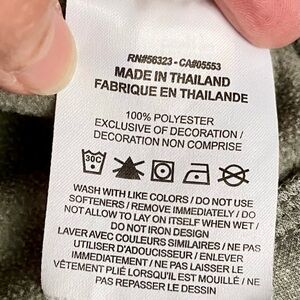 RN#56323 - CA#05553
MADE IN THAILAND
FABRIQUE EN THAILANDE
100% POLYESTER
EXCLUSIVE OF DECORATION /
DECORATION NON COMPRISE
30C
WASH WITH LIKE COLORS / DO NOT USE
SOFTENERS / REMOVE IMMEDIATELY / DO
NOT ALLOW TO LAY ON ITSELF WHEN WET /
DO NOT IRON DESIGN
LAVER AVEC COULEURS SIMILAIRES / NE PAS
UTILISER D'ADOUCISSEUR / ENLEVER
IMMÉDIATEMENT / NE PAS LAISSER LE
VÊTEMENT PLIÉ LORSQU'IL EST MOUILLÉ / NE
PAS REPASSER LE DESSIN